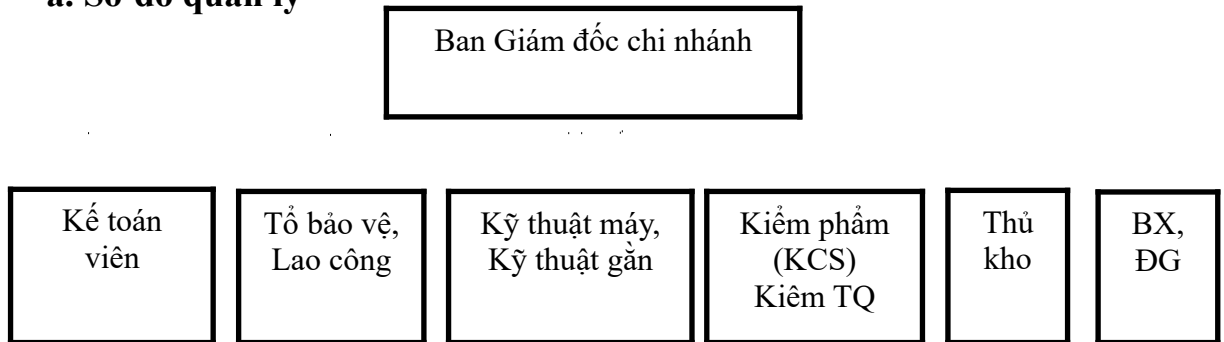 a. Sơ đồ quản lý
Ban Giám đốc chi nhánh
Kế toán
viên
Tổ bảo vệ,
Lao công
Kỹ thuật máy,
Kỹ thuật gằn
Kiểm phẩm
(KCS)
Kiêm TQ
Thủ
kho
BX,
ĐG